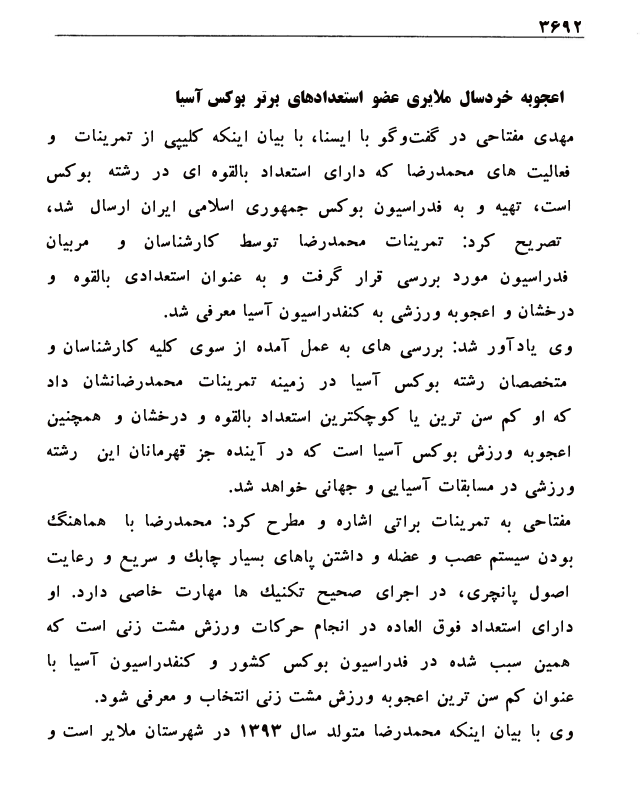 ۳۶۹۲
اعجوبه خردسال ملایری عضو استعدادهای برتر بوکس آسیا
مهدی مفتاحی در گفت‌وگو با ایسنا، با بیان اینکه کلیپی از تمرینات و
فعالیت های محمدرضا که دارای استعداد بالقوه ای در رشته بوکس
است، تهیه و به فدراسیون بوکس جمهوری اسلامی ایران ارسال شد،
تصریح کرد: تمرینات محمدرضا توسط کارشناسان و مربیان
فدراسیون مورد بررسی قرار گرفت و به عنوان استعدادی بالقوه و
درخشان و اعجوبه ورزشی به کنفدراسیون آسیا معرفی شد.
وی یادآور شد: بررسی های به عمل آمده از سوی کلیه کارشناسان و
متخصصان رشته بوکس آسیا در زمینه تمرینات محمدرضانشان داد
که او کم سن ترین یا کوچکترین استعداد بالقوه و درخشان و همچنین
اعجوبه ورزش بوکس آسیا است که در آینده جز قهرمانان این رشته
ورزشی در مسابقات آسیایی و جهانی خواهد شد.
مفتاحی به تمرینات براتی اشاره و مطرح کرد: محمدرضا با هماهنگ
بودن سیستم عصب و عضله و داشتن پاهای بسیار چابك و سریع و رعایت
اصول پانچری، در اجرای صحیح تکنیك ها مهارت خاصی دارد. او
دارای استعداد فوق العاده در انجام حرکات ورزش مشت زنی است که
همین سبب شده در فدراسیون بوکس کشور و کنفدراسیون آسیا با
عنوان کم سن ترین اعجوبه ورزش مشت زنی انتخاب و معرفی شود.
وی با بیان اینکه محمدرضا متولد سال ۱۳۹۳ در شهرستان ملایر است و